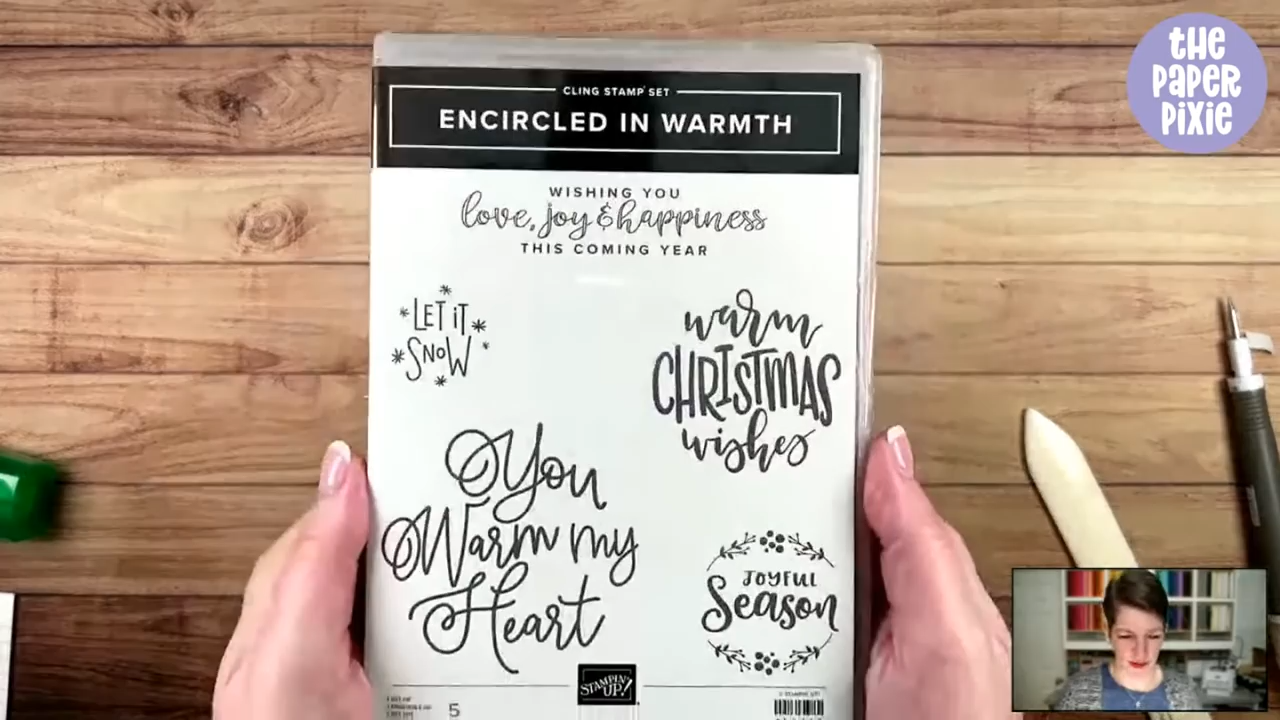 THE
PAPER
PIXIE
CLING STAMP SET
ENCIRCLED IN WARMTH
WISHING YOU
love, joy & happiness
THIS COMING YEAR
LET iT
SNOW
warm
CHRISTMAS
wishes
You
Warm my
Heart
JOYFUL
Season
STAMPIN'
UP!
5